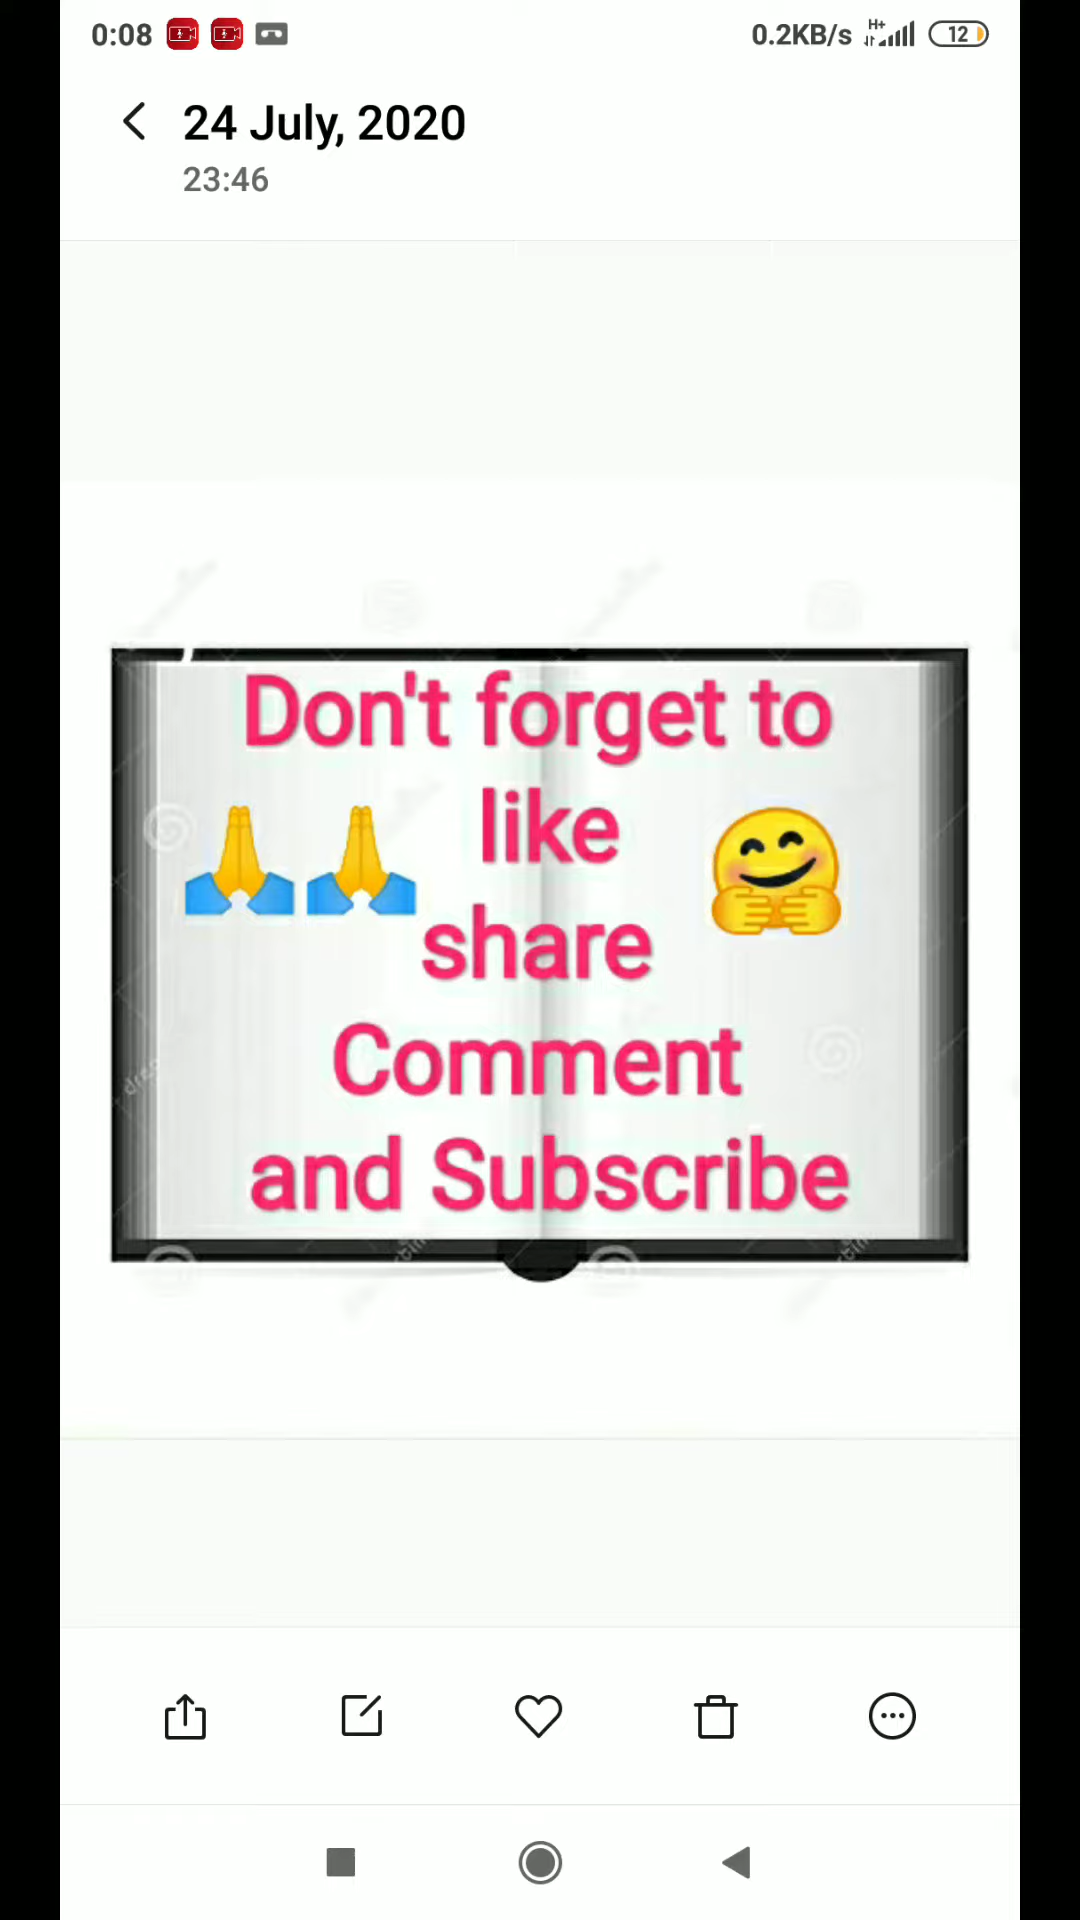 0:08 0.2KB/s H+ 12
24 July, 2020
23:46
Don't forget to
like
🙏🙏 🤗
share
Comment
and Subscribe